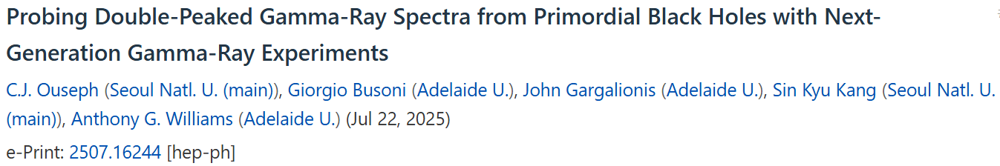 Probing Double-Peaked Gamma-Ray Spectra from Primordial Black Holes with Next-
Generation Gamma-Ray Experiments
C.J. Ouseph (Seoul Natl. U. (main)), Giorgio Busoni (Adelaide U.), John Gargalionis (Adelaide U.), Sin Kyu Kang (Seoul Natl. U.
(main)), Anthony G. Williams (Adelaide U.) (Jul 22, 2025)
e-Print: 2507.16244 [hep-ph]